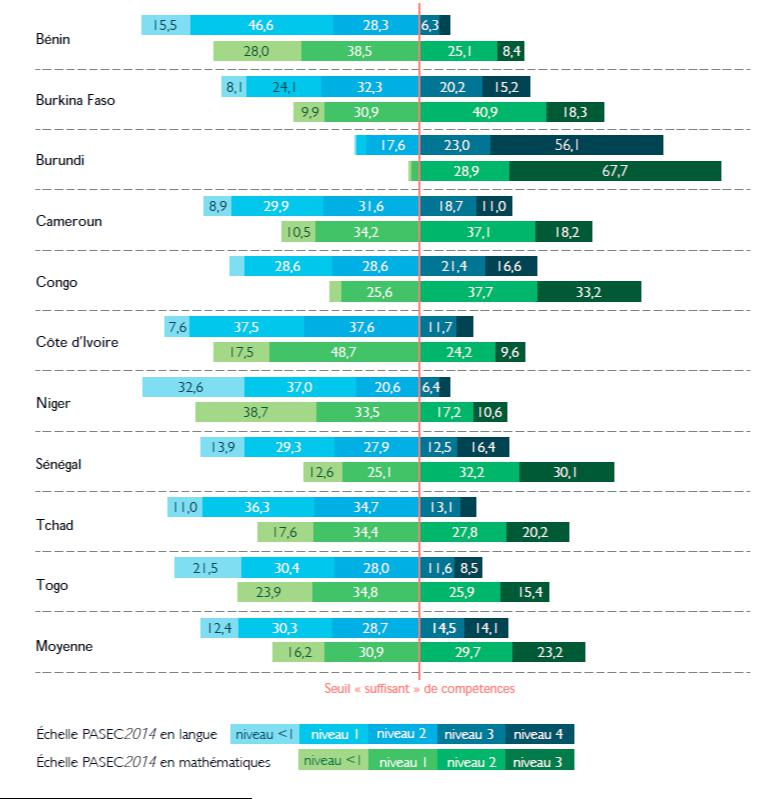 15,5 46,6 28,3 6,3
Bénin
28,0 38,5 25,1 8,4
8,1 24,1 32,3 20,2 15,2
Burkina Faso
9,9 30,9 40,9 18,3
17,6 23,0 56,1
Burundi
28,9 67,7
8,9 29,9 31,6 18,7 11,0
Cameroun
10,5 34,2 37,1 18,2
28,6 28,6 21,4 16,6
Congo
25,6 37,7 33,2
7,6 37,5 37,6 11,7
Côte d'Ivoire
17,5 48,7 24,2 9,6
32,6 37,0 20,6 6,4
Niger
38,7 33,5 17,2 10,6
13,9 29,3 27,9 12,5 16,4
Sénégal
12,6 25,1 32,2 30,1
11,0 36,3 34,7 13,1
Tchad
17,6 34,4 27,8 20,2
21,5 30,4 28,0 11,6 8,5
Togo
23,9 34,8 25,9 15,4
12,4 30,3 28,7 14,5 14,1
Moyenne
16,2 30,9 29,7 23,2
Seuil « suffisant » de compétences
Échelle PASEC2014 en langue niveau <1 niveau 1 niveau 2 niveau 3 niveau 4
Échelle PASEC2014 en mathématiques niveau <1 niveau 1 niveau 2 niveau 3